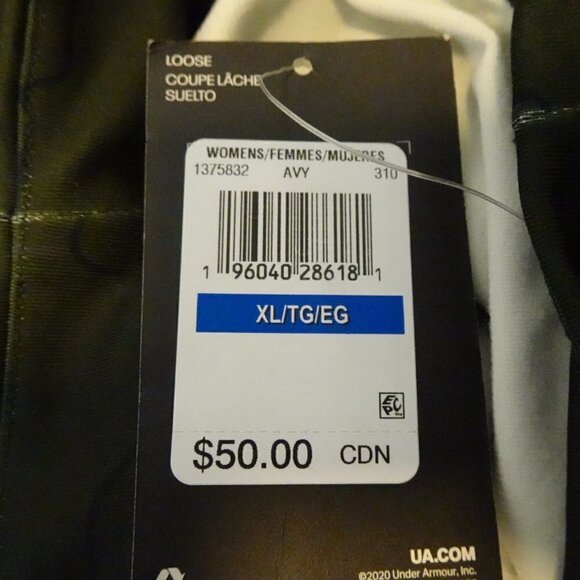 LOOSE
COUPE LÂCHE
SUELTO
WOMENS/FEMMES/MUJERES
1375832 AVY 310
1 96040 28618 1
XL/TG/EG
EPC
$50.00 CDN
UA.COM
©2020 Under Armour, Inc.